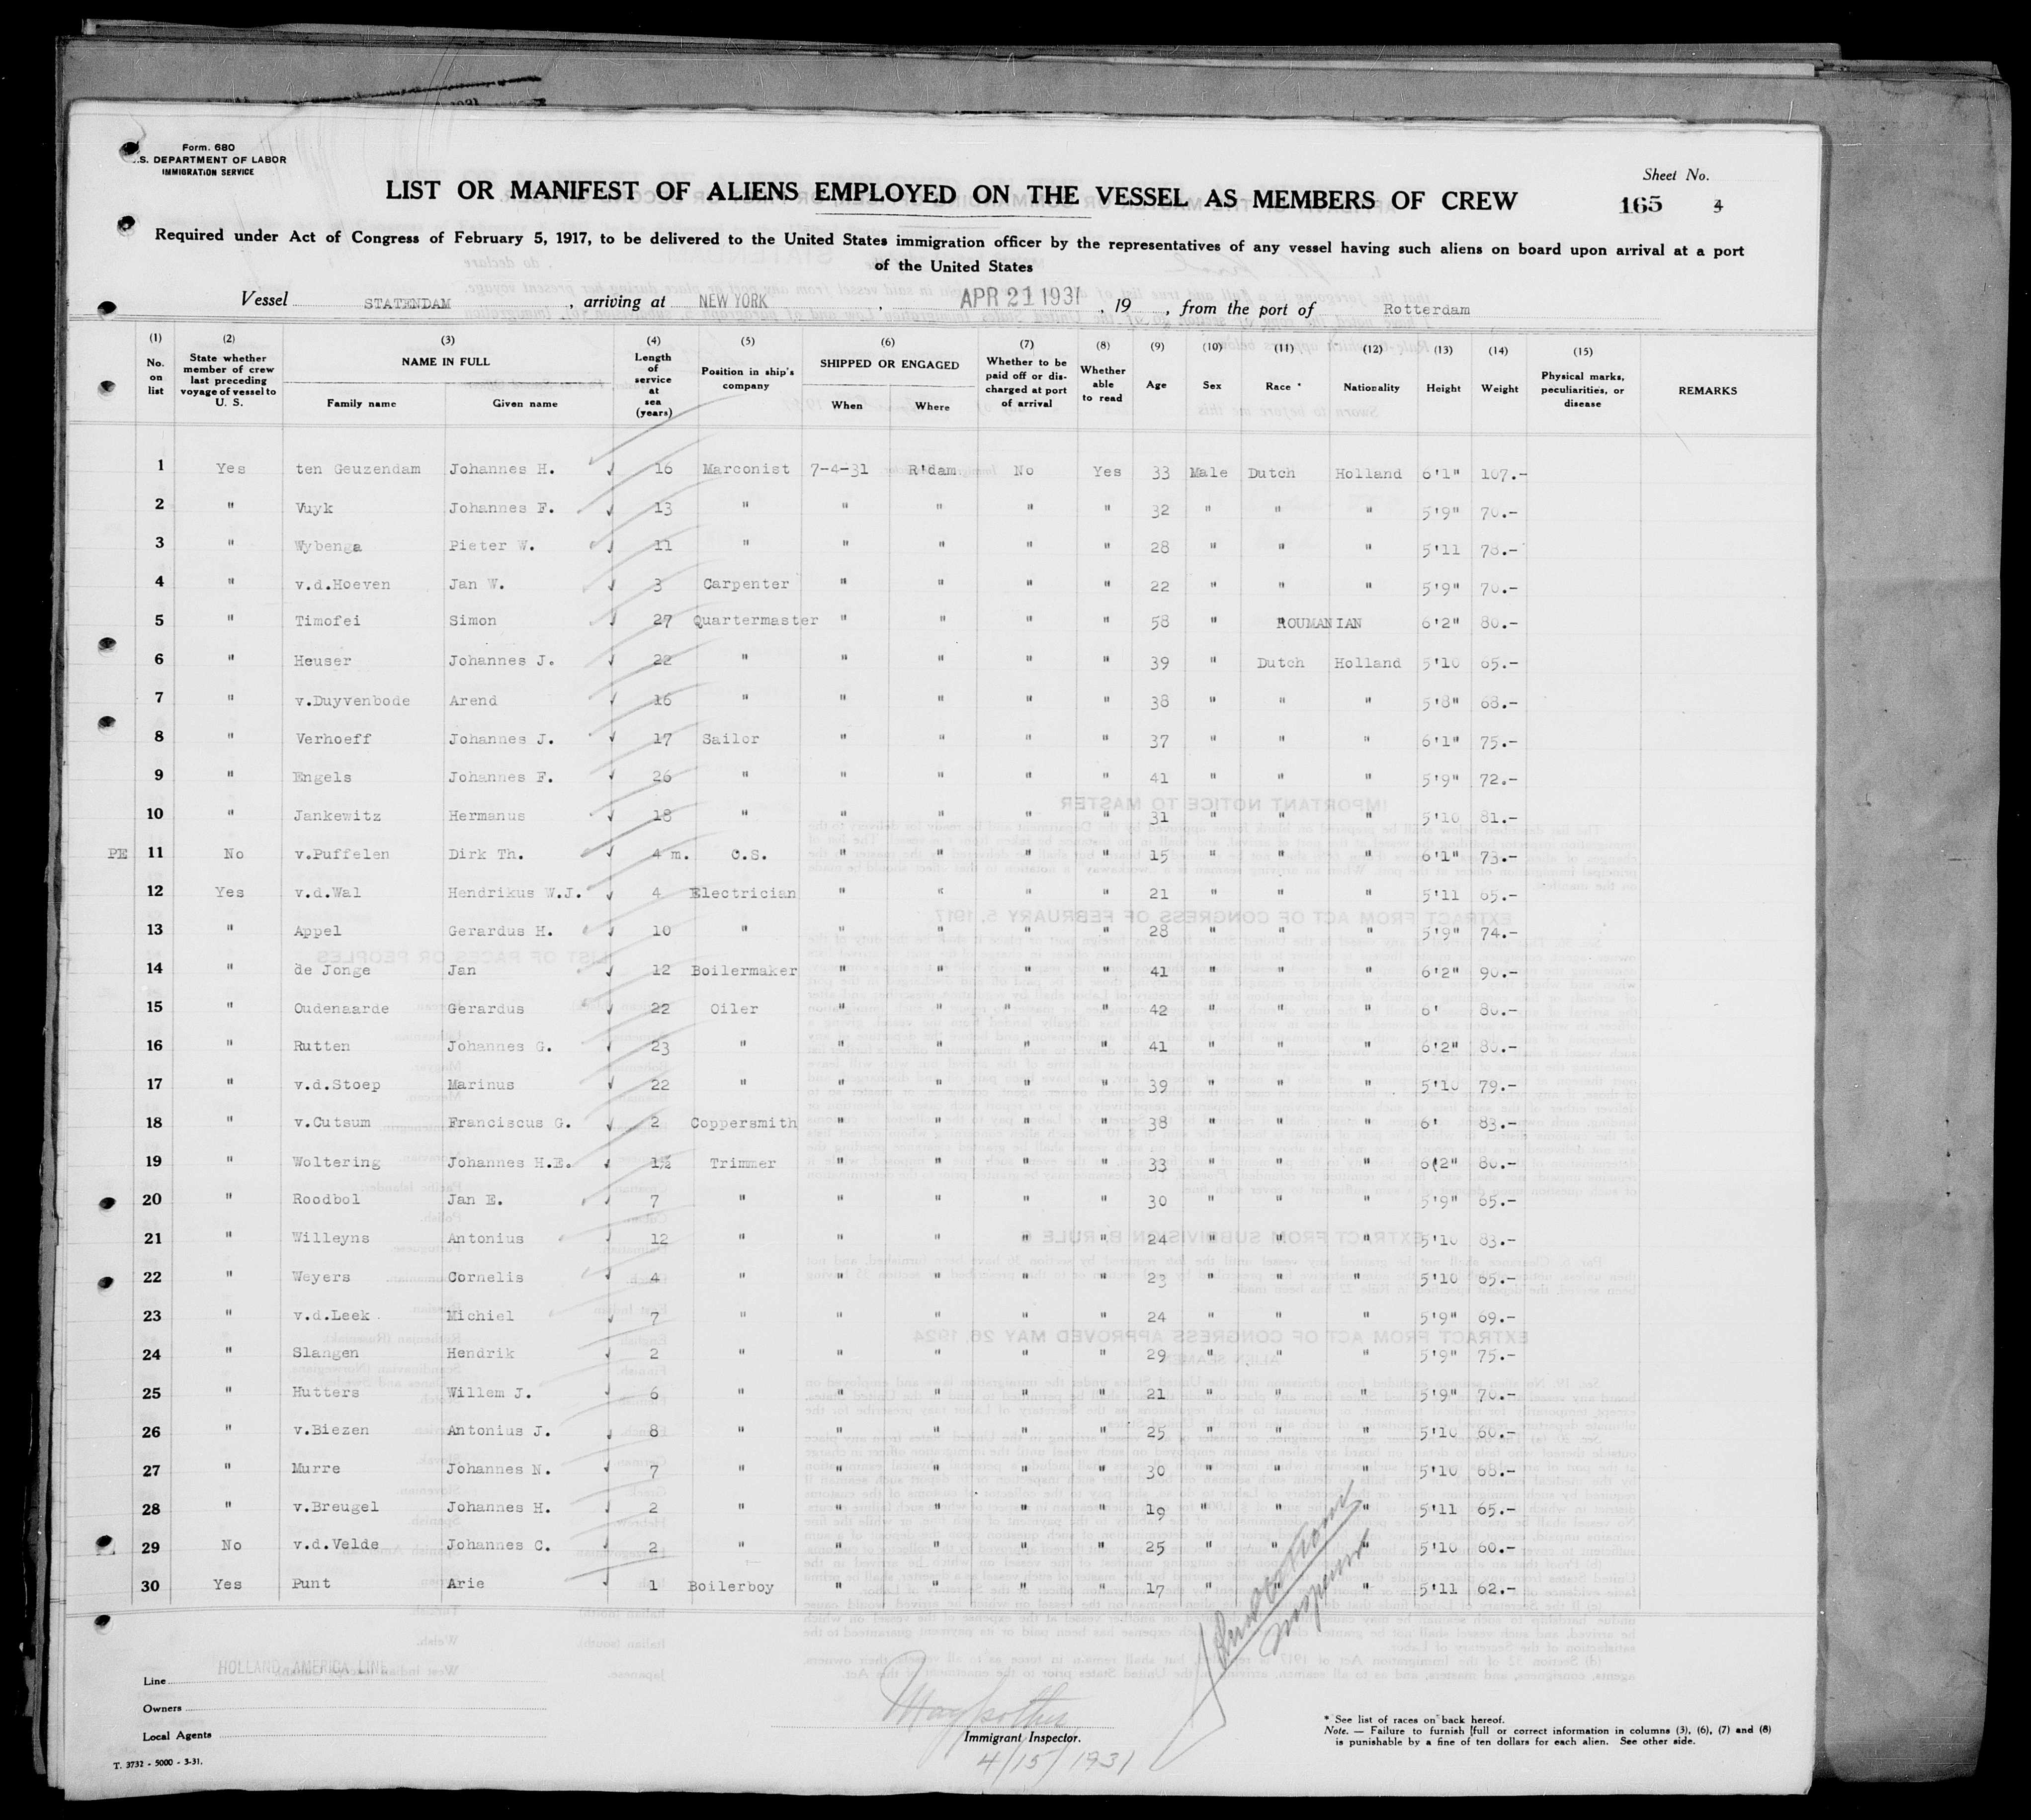 Form. 680
U.S. DEPARTMENT OF LABOR
IMMIGRATION SERVICE
Sheet No.
LIST OR MANIFEST OF ALIENS EMPLOYED ON THE VESSEL AS MEMBERS OF CREW
165 4
Required under Act of Congress of February 5, 1917, to be delivered to the United States immigration officer by the representatives of any vessel having such aliens on board upon arrival at a port
of the United States
Vessel STATENDAM , arriving at NEW YORK , APR 21 1931 , 19 , from the port of Rotterdam
(1) (2) (3) (4) (5) (6) (7) (8) (9) (10) (11) (12) (13) (14) (15)
No. on list State whether member of crew last preceding voyage of vessel to U. S. NAME IN FULL Family name Given name Length of service at sea (years) Position in ship's company SHIPPED OR ENGAGED When Where Whether to be paid off or discharged at port of arrival Whether able to read Age Sex Race * Nationality Height Weight Physical marks, peculiarities, or disease REMARKS
1 Yes ten Geuzendam Johannes H. 16 Marconist 7-4-31 R'dam No Yes 33 Male Dutch Holland 6'1" 107.-
2 " Vuyk Johannes F. 13 " " " " " 32 " " " 5'9" 70.-
3 " Wybenga Pieter W. 11 " " " " " 28 " " " 5'11 78.-
4 " v.d.Hoeven Jan W. 3 Carpenter " " " " 22 " " " 5'9" 70.-
5 " Timofei Simon 27 Quartermaster " " " " 58 " ROUMANIAN 6'2" 80.-
6 " Heuser Johannes J. 22 " " " " " 39 " Dutch Holland 5'10 65.-
7 " v.Duyvenbode Arend 16 " " " " " 38 " " " 5'8" 68.-
8 " Verhoeff Johannes J. 17 Sailor " " " " 37 " " " 6'1" 75.-
9 " Engels Johannes F. 26 " " " " " 41 " " " 5'9" 72.-
10 " Jankewitz Hermanus 18 " " " " " 31 " " " 5'10 81.-
PE 11 No v.Puffelen Dirk Th. 4 m. O.S. " " " " 15 " " " 6'1" 73.-
12 Yes v.d.Wal Hendrikus W.J. 4 Electrician " " " " 21 " " " 5'11 65.-
13 " Appel Gerardus H. 10 " " " " " 28 " " " 5'9" 74.-
14 " de Jonge Jan 12 Boilermaker " " " " 41 " " " 6'2" 90.-
15 " Oudenaarde Gerardus 22 Oiler " " " " 42 " " " 6' 80.-
16 " Rutten Johannes G. 23 " " " " " 41 " " " 6'2" 80.-
17 " v.d.Stoep Marinus 22 " " " " " 39 " " " 5'10 79.-
18 " v.Cutsum Franciscus G. 2 Coppersmith " " " " 38 " " " 6' 83.-
19 " Woltering Johannes H.E. 1½ Trimmer " " " " 33 " " " 6(2" 80.-
20 " Roodbol Jan E. 7 " " " " " 30 " " " 5'9" 65.-
21 " Willeyns Antonius 12 " " " " " 24 " " " 5'10 83.-
22 " Weyers Cornelis 4 " " " " " 23 " " " 5'10 65.-
23 " v.d.Leek Michiel 7 " " " " " 24 " " " 5'9" 69.-
24 " Slangen Hendrik 2 " " " " " 29 " " " 5'9" 75.-
25 " Hutters Willem J. 6 " " " " " 21 " " " 5'9" 70.-
26 " v.Biezen Antonius J. 8 " " " " " 25 " " " 5'10 60.-
27 " Murre Johannes N. 7 " " " " " 30 " " " 5'10 68.-
28 " v.Breugel Johannes H. 2 " " " " " 19 " " " 5'11 65.-
29 No v.d.Velde Johannes C. 2 " " " " " 25 " " " 5'10 60.-
30 Yes Punt Arie 1 Boilerboy " " " " 17 " " " 5'11 62.-
Line HOLLAND AMERICA LINE
Owners
Local Agents
Immigrant Inspector.
4/15/1931
Inspector
* See list of races on back hereof.
Note. — Failure to furnish full or correct information in columns (3), (6), (7) and (8)
is punishable by a fine of ten dollars for each alien. See other side.
T. 3732 - 5000 - 3-31.